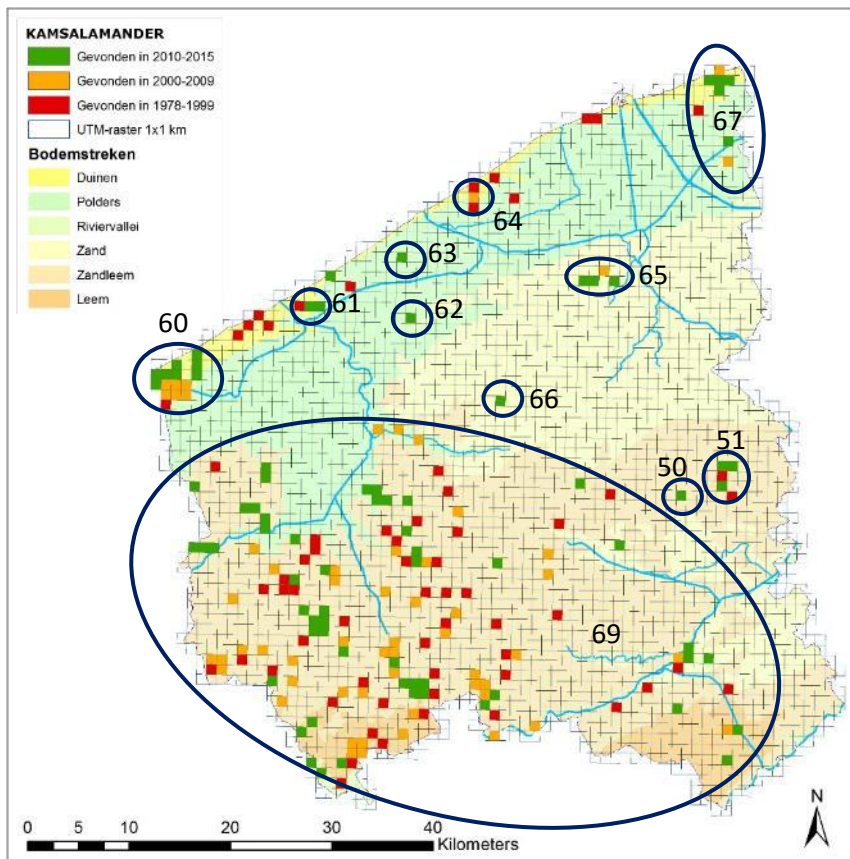 KAMSALAMANDER
Gevonden in 2010-2015
Gevonden in 2000-2009
Gevonden in 1978-1999
UTM-raster 1x1 km
Bodemstreken
Duinen
Polders
Riviervallei
Zand
Zandleem
Leem
67
64
63
65
61
62
60
66
51
50
69
N
0 10 20 30 40
Kilometers